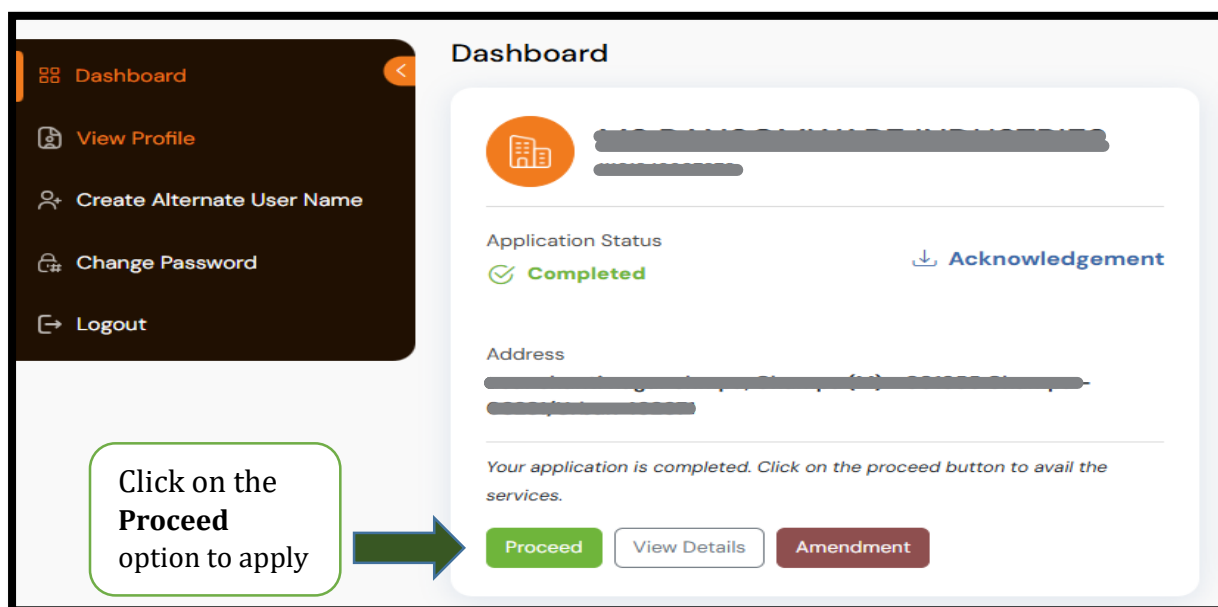 Dashboard
View Profile
Create Alternate User Name
Change Password
Logout
Dashboard
Application Status
Completed
Acknowledgement
Address
Your application is completed. Click on the proceed button to avail the
services.
Proceed
View Details
Amendment
Click on the
Proceed
option to apply